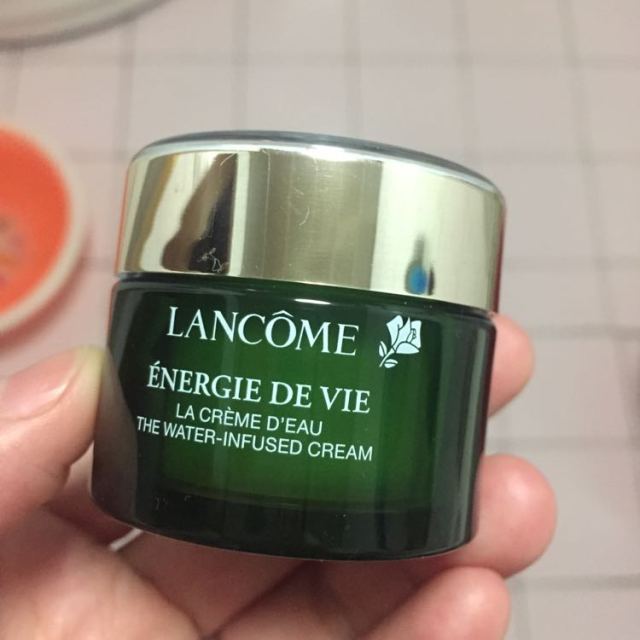 LANCÔME
ÉNERGIE DE VIE
LA CRÈME D'EAU
THE WATER-INFUSED CREAM